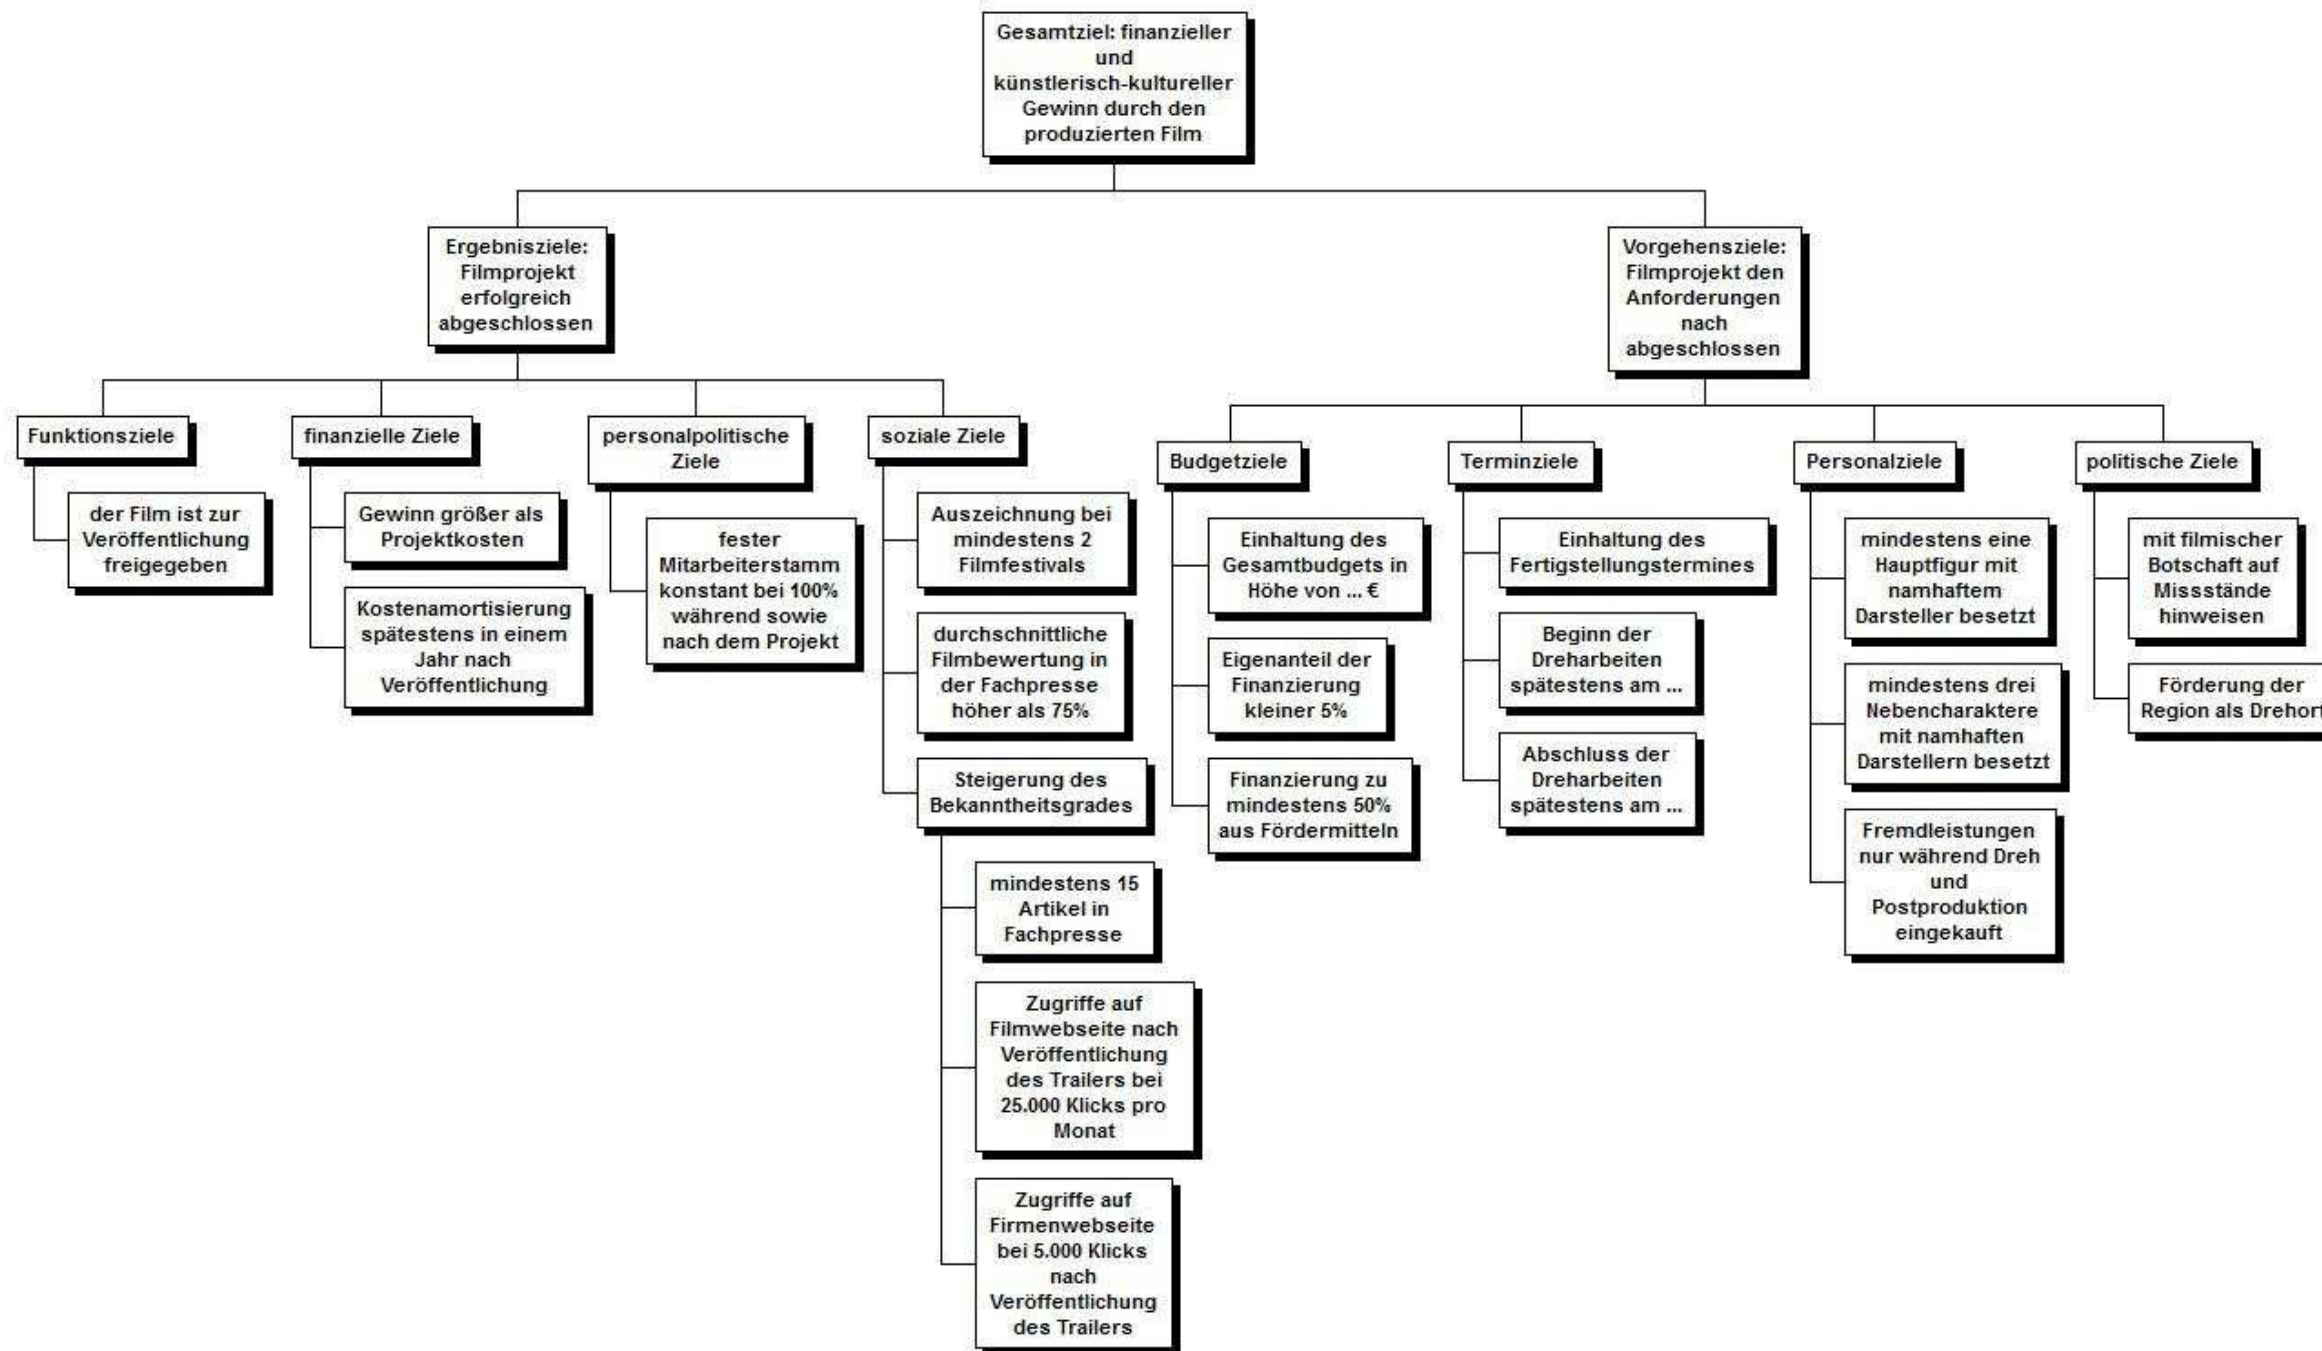 Gesamtziel: finanzieller
und
künstlerisch-kultureller
Gewinn durch den
produzierten Film
Ergebnisziele:
Filmprojekt
erfolgreich
abgeschlossen
Vorgehensziele:
Filmprojekt den
Anforderungen
nach
abgeschlossen
Funktionsziele
der Film ist zur
Veröffentlichung
freigegeben
finanzielle Ziele
Gewinn größer als
Projektkosten
Kostenamortisierung
spätestens in einem
Jahr nach
Veröffentlichung
personalpolitische
Ziele
fester
Mitarbeiterstamm
konstant bei 100%
während sowie
nach dem Projekt
soziale Ziele
Auszeichnung bei
mindestens 2
Filmfestivals
durchschnittliche
Filmbewertung in
der Fachpresse
höher als 75%
Steigerung des
Bekanntheitsgrades
mindestens 15
Artikel in
Fachpresse
Zugriffe auf
Filmwebseite nach
Veröffentlichung
des Trailers bei
25.000 Klicks pro
Monat
Zugriffe auf
Firmenwebseite
bei 5.000 Klicks
nach
Veröffentlichung
des Trailers
Budgetziele
Einhaltung des
Gesamtbudgets in
Höhe von ... €
Eigenanteil der
Finanzierung
kleiner 5%
Finanzierung zu
mindestens 50%
aus Fördermitteln
Terminziele
Einhaltung des
Fertigstellungstermines
Beginn der
Dreharbeiten
spätestens am ...
Abschluss der
Dreharbeiten
spätestens am ...
Personalziele
mindestens eine
Hauptfigur mit
namhaftem
Darsteller besetzt
mindestens drei
Nebencharaktere
mit namhaften
Darstellern besetzt
Fremdleistungen
nur während Dreh
und
Postproduktion
eingekauft
politische Ziele
mit filmischer
Botschaft auf
Missstände
hinweisen
Förderung der
Region als Drehort